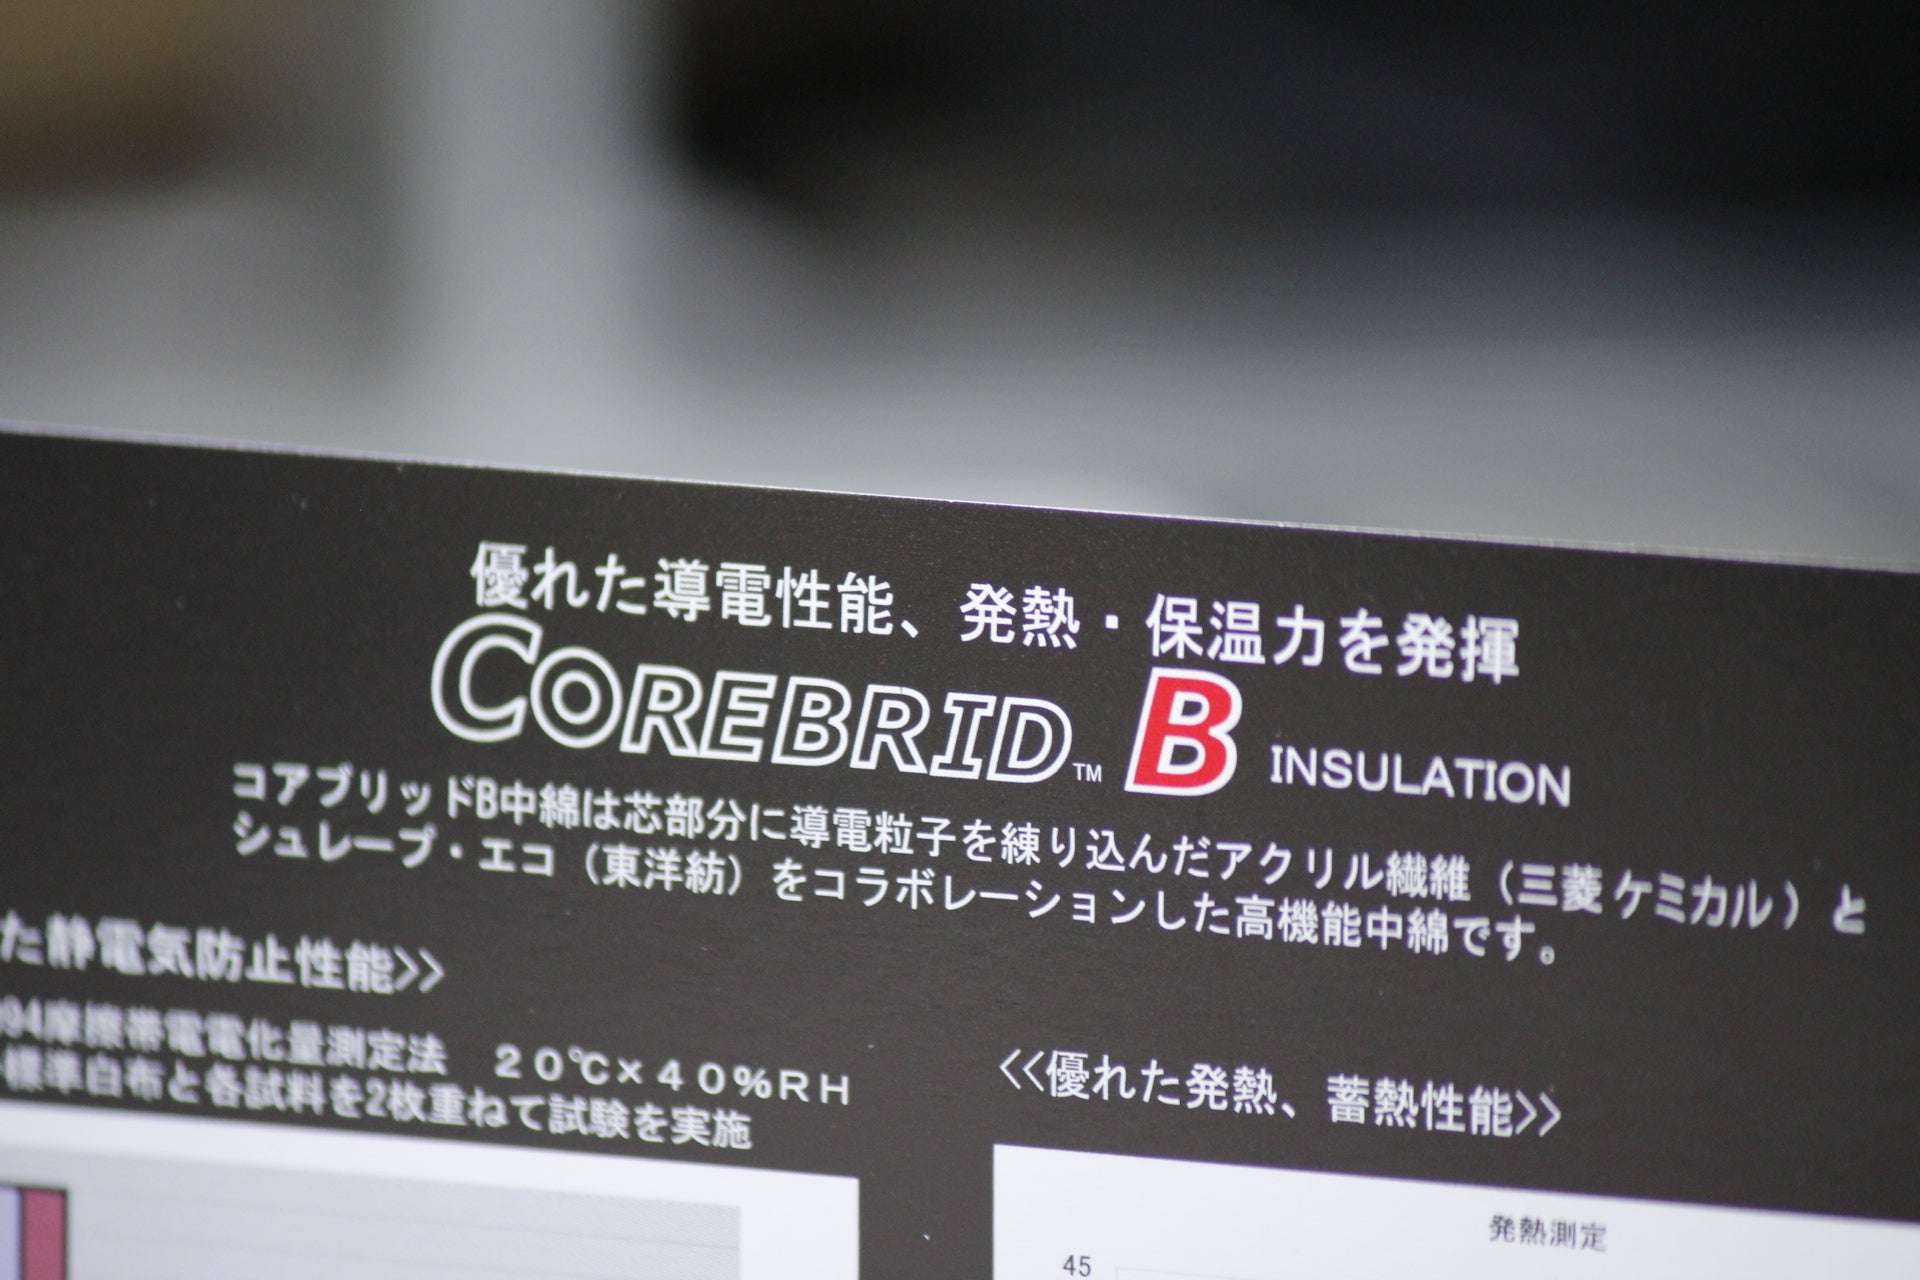 優れた導電性能、発熱・保温力を発揮
COREBRID™ B INSULATION
コアブリッドB中綿は芯部分に導電粒子を練り込んだアクリル繊維（三菱ケミカル）と
シュレープ・エコ（東洋紡）をコラボレーションした高機能中綿です。
た静電気防止性能>>
094摩擦帯電電化量測定法　２０℃×４０％ＲＨ
標準白布と各試料を2枚重ねて試験を実施
<<優れた発熱、蓄熱性能>>
発熱測定
45